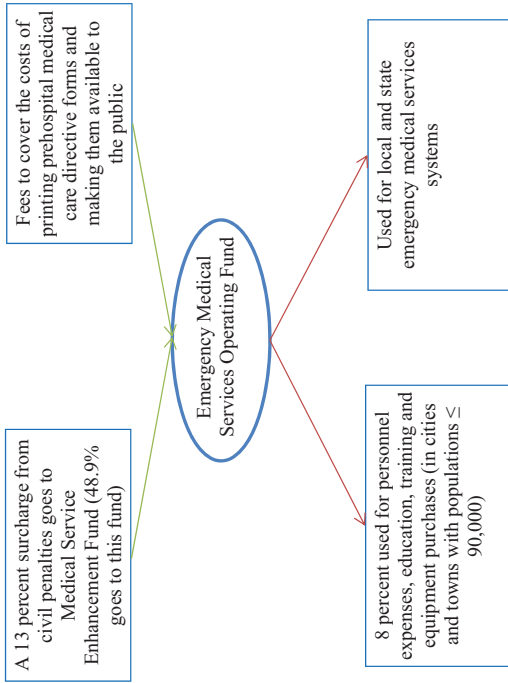 A 13 percent surcharge from
civil penalties goes to
Medical Service
Enhancement Fund (48.9%
goes to this fund)
Fees to cover the costs of
printing prehospital medical
care directive forms and
making them available to
the public
Emergency Medical
Services Operating Fund
8 percent used for personnel
expenses, education, training and
equipment purchases (in cities
and towns with populations ≤
90,000)
Used for local and state
emergency medical services
systems